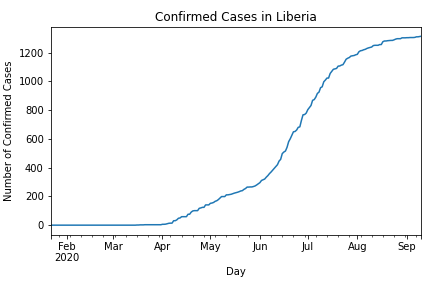 Confirmed Cases in Liberia
Number of Confirmed Cases
1200
1000
800
600
400
200
0
Feb Mar Apr May Jun Jul Aug Sep
2020
Day